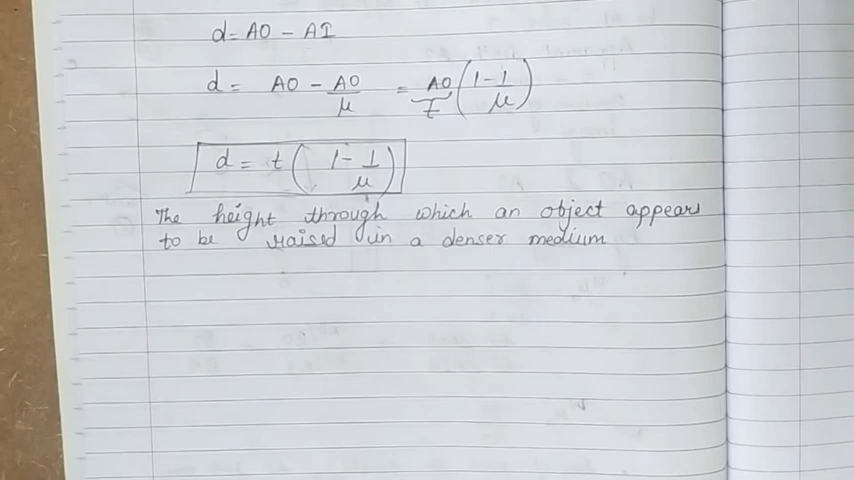 d = AO - AI
d = AO - AO/μ = AO/t (1 - 1/μ)
d = t (1 - 1/μ)
The height through which an object appears
to be raised in a denser medium